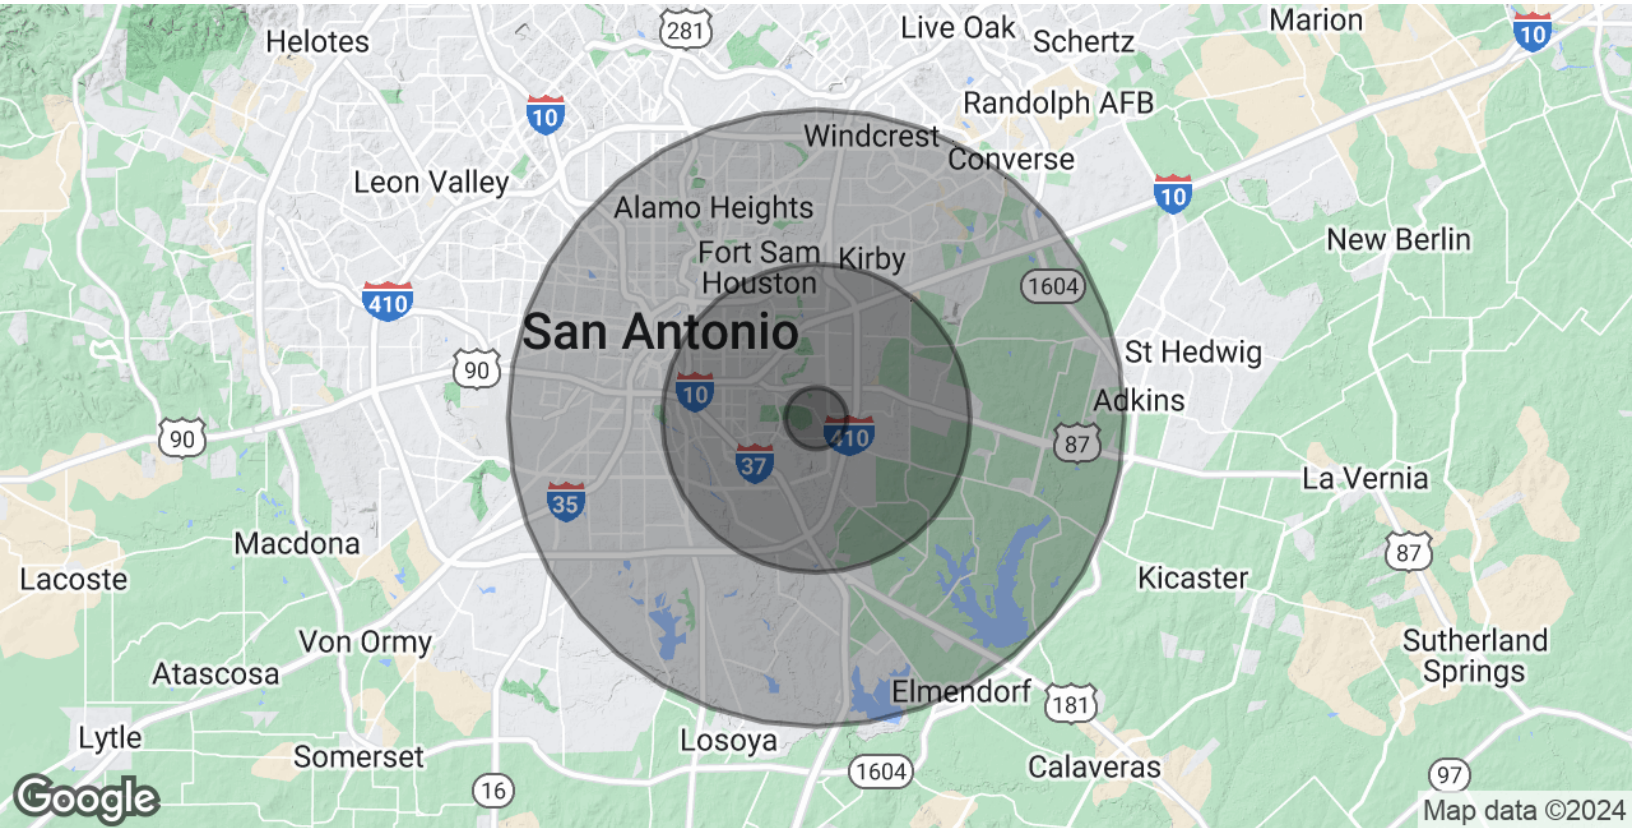 Helotes
281
Live Oak
Schertz
Marion
10
10
Randolph AFB
Windcrest
Converse
Leon Valley
10
Alamo Heights
New Berlin
Fort Sam
Houston
Kirby
1604
410
San Antonio
St Hedwig
90
10
Adkins
90
410
87
37
La Vernia
35
Macdona
87
Lacoste
Kicaster
Von Ormy
Sutherland
Springs
Atascosa
Elmendorf
181
Lytle
Losoya
Somerset
1604
Calaveras
97
16
Google
Map data ©2024